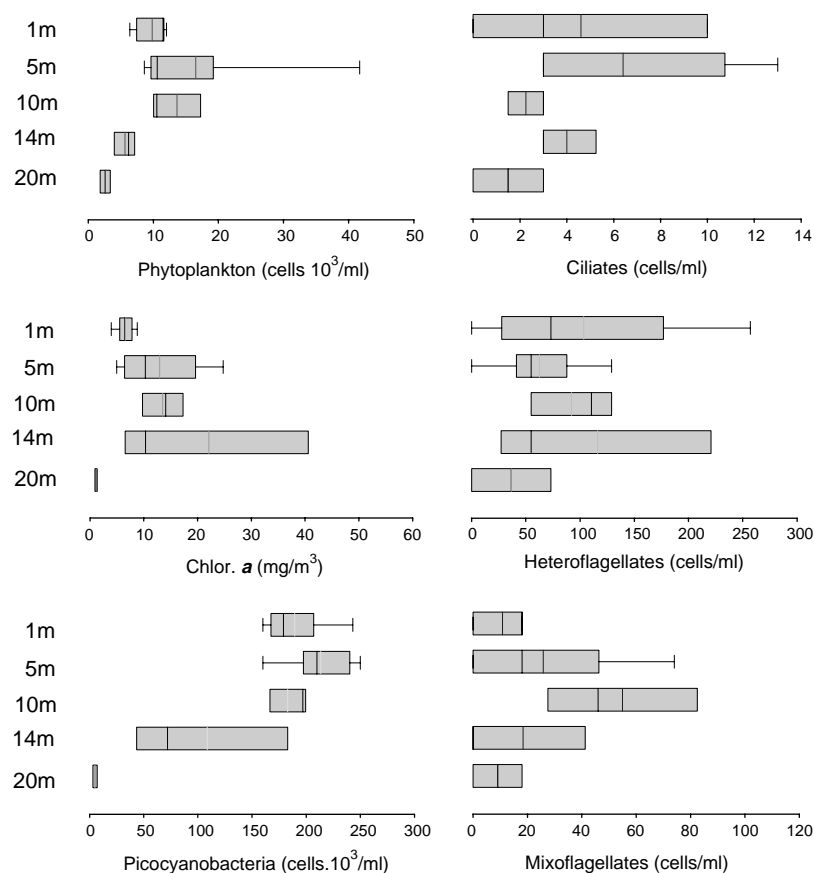 1m
5m
10m
14m
20m
0 10 20 30 40 50
Phytoplankton (cells 10³/ml)
0 2 4 6 8 10 12 14
Ciliates (cells/ml)
1m
5m
10m
14m
20m
0 10 20 30 40 50 60
Chlor. a (mg/m³)
0 50 100 150 200 250 300
Heteroflagellates (cells/ml)
1m
5m
10m
14m
20m
0 50 100 150 200 250 300
Picocyanobacteria (cells.10³/ml)
0 20 40 60 80 100 120
Mixoflagellates (cells/ml)